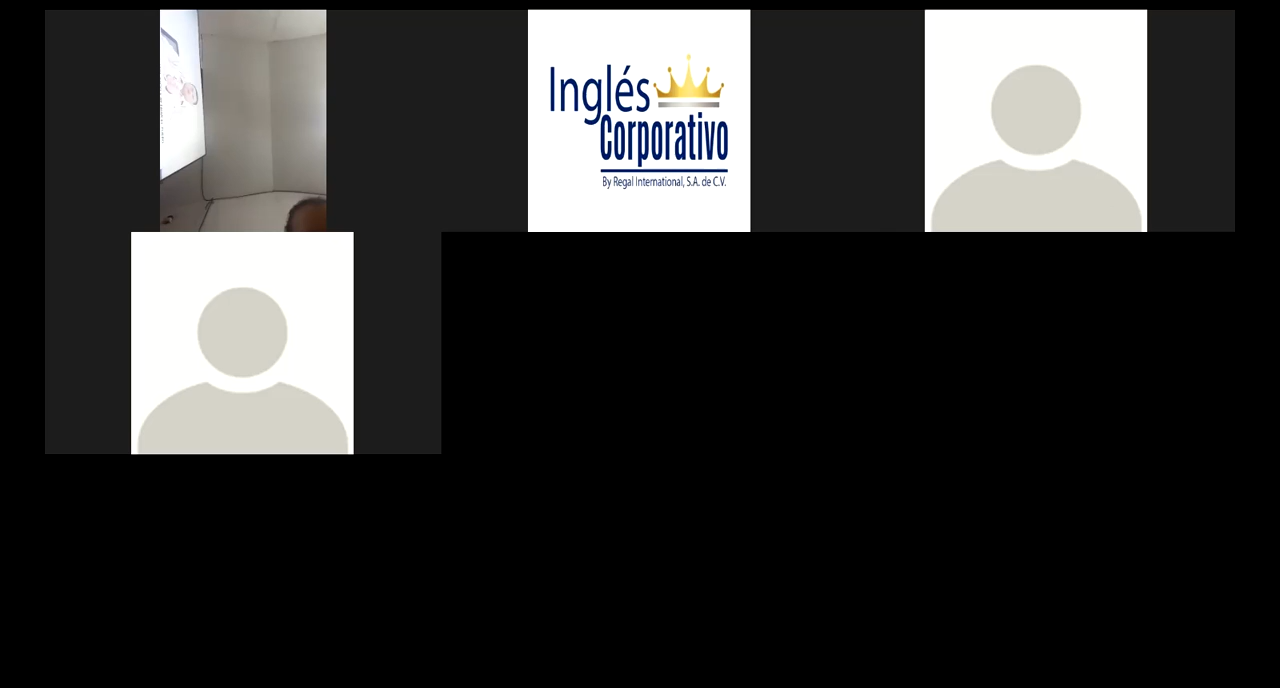 Inglés
Corporativo
By Regal International, S.A. de C.V.